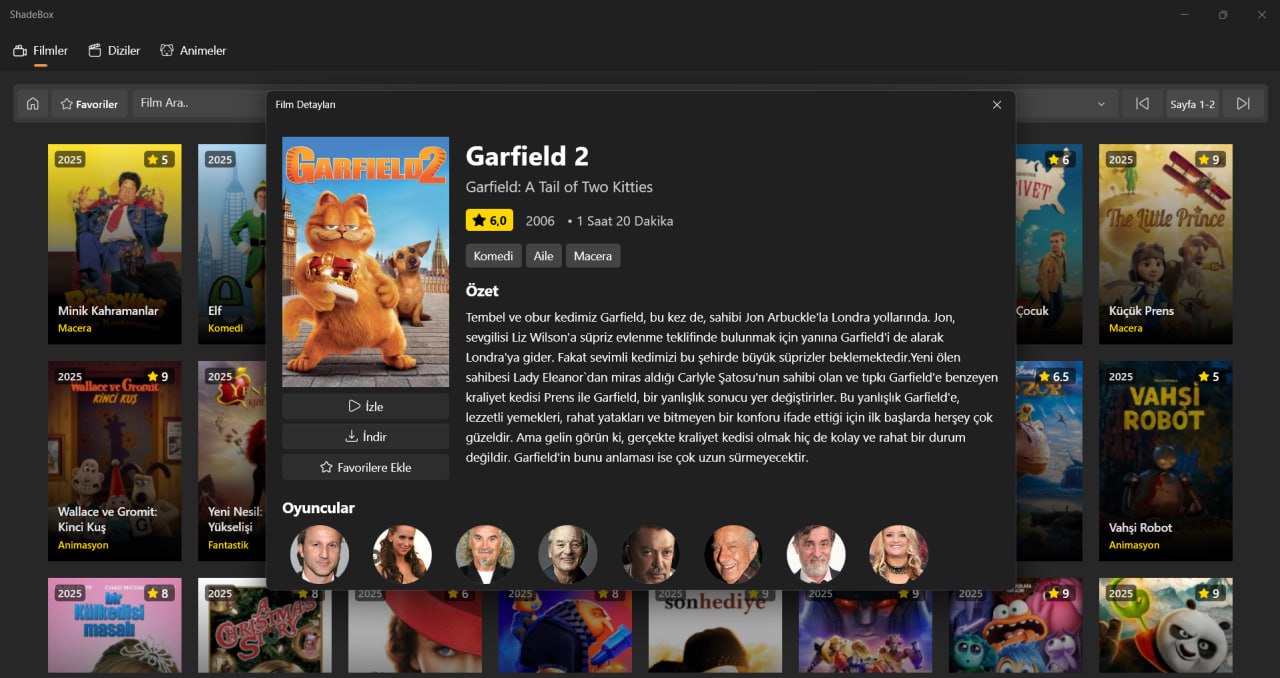 ShadeBox
Filmler
Diziler
Animeler
Favoriler
Film Ara..
Sayfa 1-2
Film Detayları
GARFIELD2
Garfield 2
Garfield: A Tail of Two Kitties
6,0 2006 • 1 Saat 20 Dakika
Komedi Aile Macera
Özet
Tembel ve obur kedimiz Garfield, bu kez de, sahibi Jon Arbuckle'la Londra yollarında. Jon,
sevgilisi Liz Wilson'a süpriz evlenme teklifinde bulunmak için yanına Garfield'i de alarak
Londra'ya gider. Fakat sevimli kedimizi bu şehirde büyük süprizler beklemektedir.Yeni ölen
sahibesi Lady Eleanor`dan miras aldığı Carlyle Şatosu'nun sahibi olan ve tıpkı Garfield'e benzeyen
kraliyet kedisi Prens ile Garfield, bir yanlışlık sonucu yer değiştirirler. Bu yanlışlık Garfield'e,
lezzetli yemekleri, rahat yatakları ve bitmeyen bir konforu ifade ettiği için ilk başlarda herşey çok
güzeldir. Ama gelin görün ki, gerçekte kraliyet kedisi olmak hiç de kolay ve rahat bir durum
değildir. Garfield'in bunu anlaması ise çok uzun sürmeyecektir.
İzle
İndir
Favorilere Ekle
Oyuncular
2025 5
Minik Kahramanlar
Macera
2025
Elf
Komedi
6
Çocuk
2025 9
The Little Prince
Küçük Prens
Macera
2025 9
Wallace ve Gromit:
KINCI KUŞ
Wallace ve Gromit:
Kinci Kuş
Animasyon
2025
Yeni Nesil:
Yükselişi
Fantastik
6.5
2025 5
VAHŞİ
ROBOT
Vahşi Robot
Animasyon
2025 8
bir
Külkedisi
masalı
2025 8
A
CHRISTMAS
STORY
2025 6
2025 8
2025 9
son hediye
2025 9
2025 9
2025 9